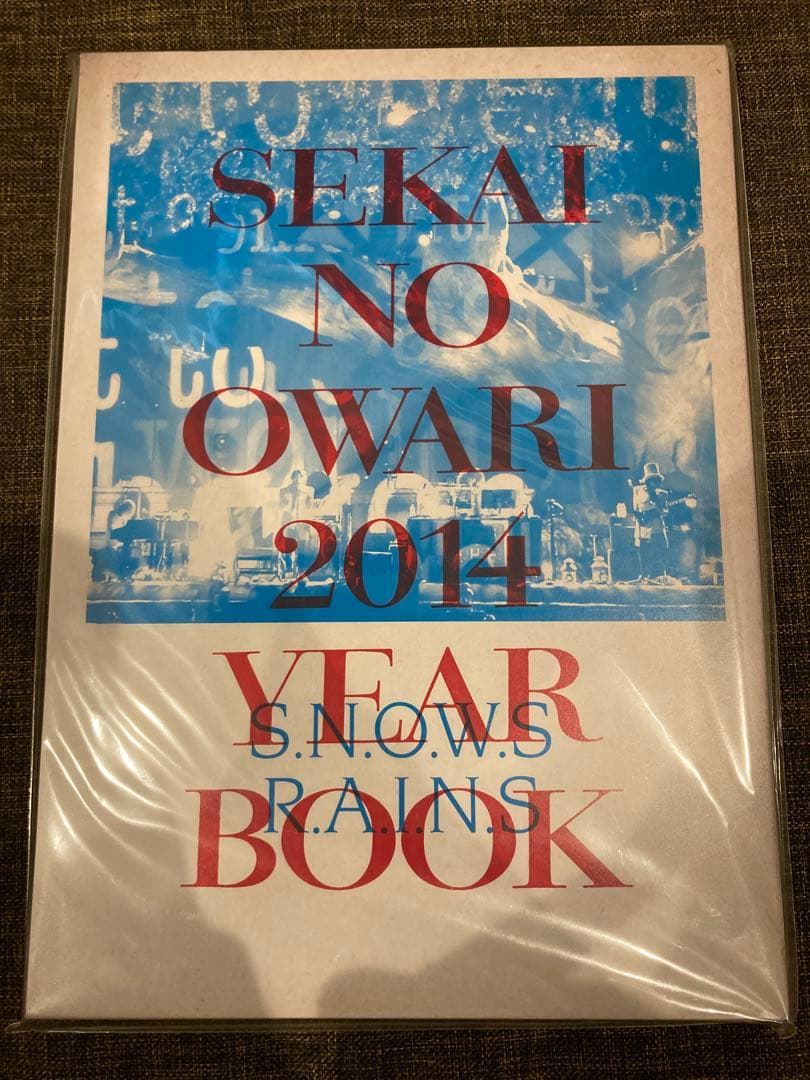 SEKAI
NO
OWARI
2014
YEAR
S.N.O.W.S
R.A.I.N.S
BOOK